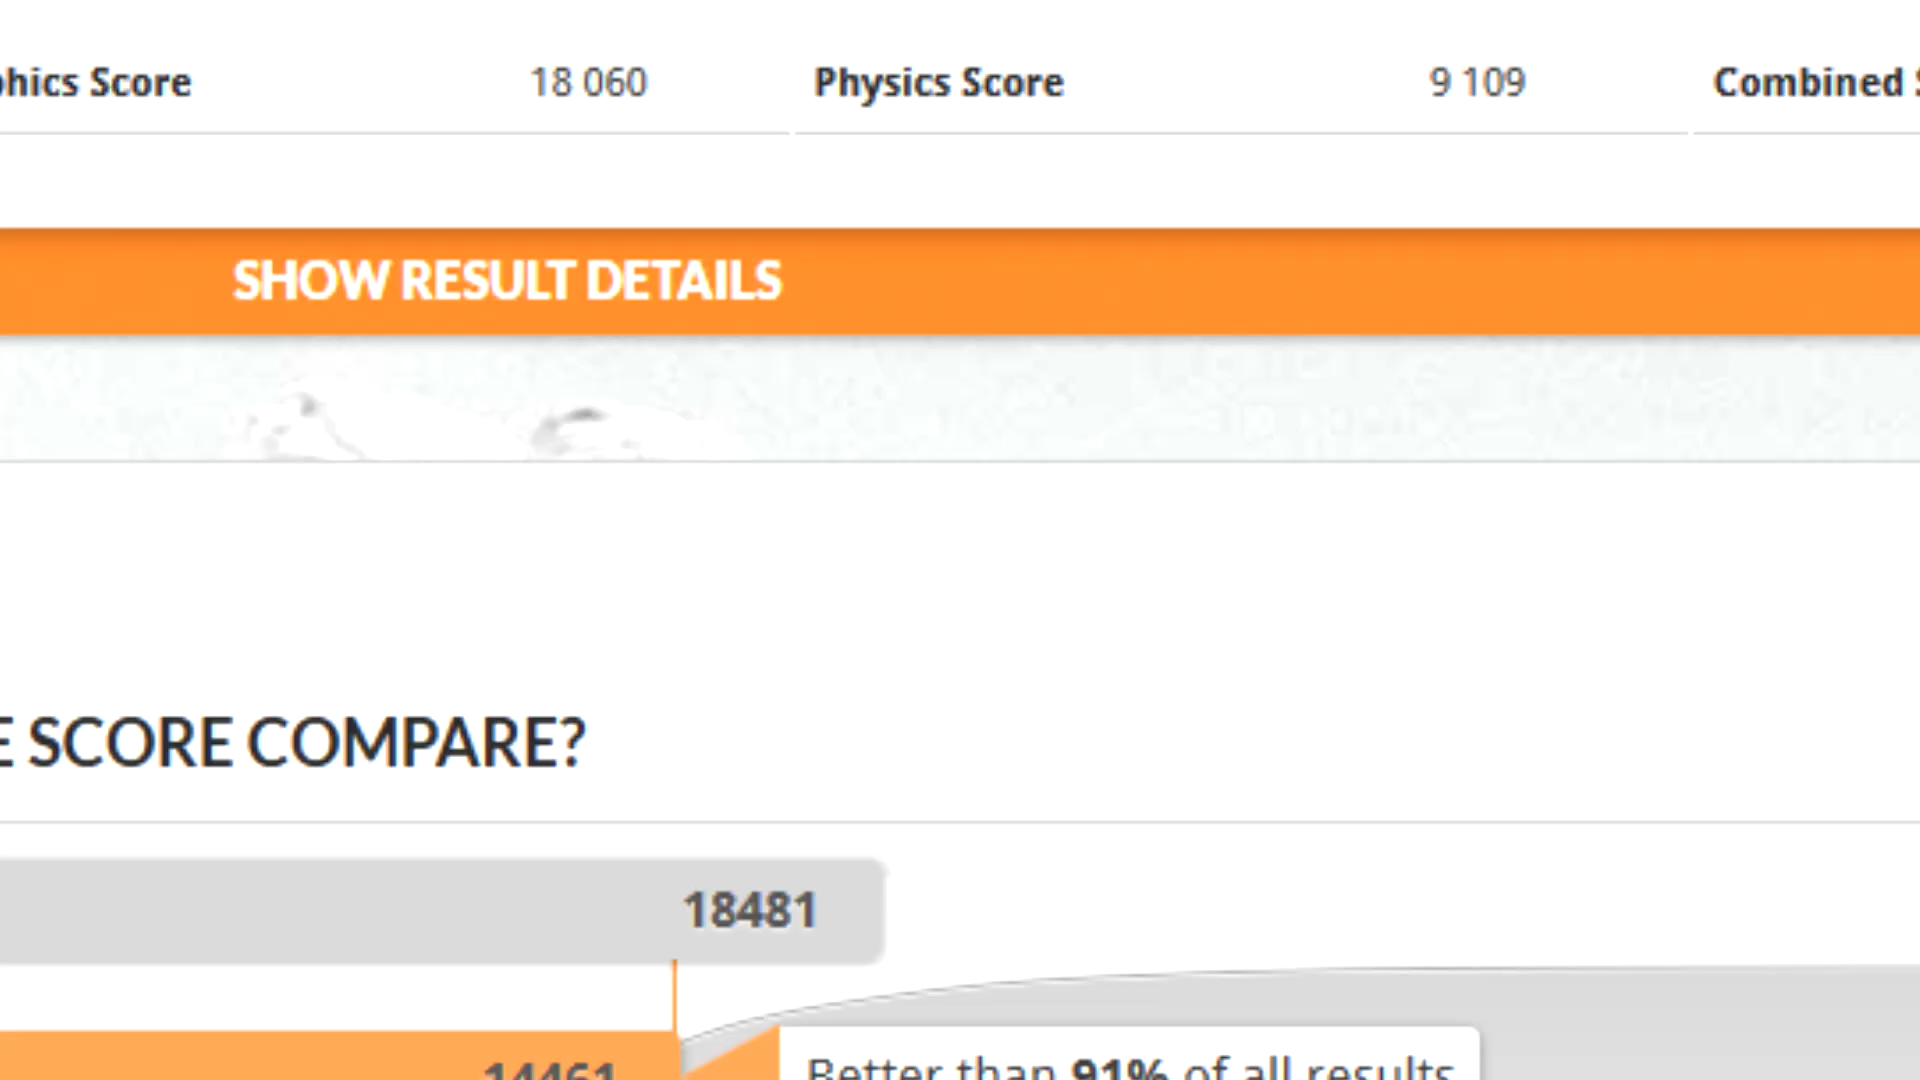 Score 18 060 Physics Score 9 109 Combined
SHOW RESULT DETAILS
SCORE COMPARE?
18481
14461
Better than 91% of all results